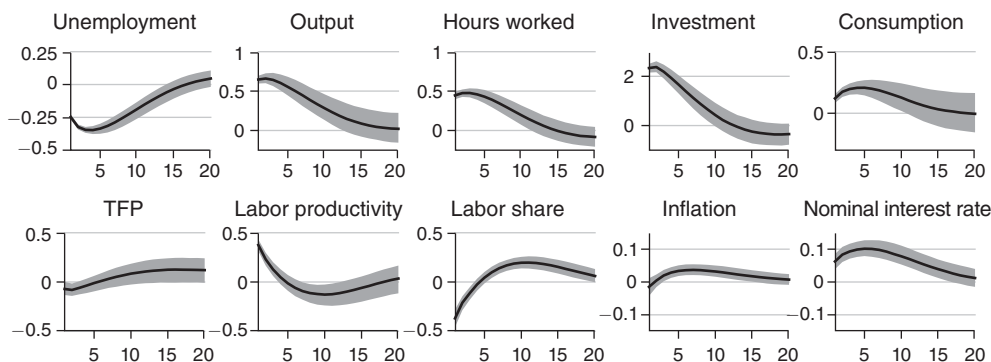 Unemployment Output Hours worked Investment Consumption
0.25 1 1 0.5
0 0.5 0.5 2
−0.25 0 0 0 0
−0.5
5 10 15 20 5 10 15 20 5 10 15 20 5 10 15 20 5 10 15 20
TFP Labor productivity Labor share Inflation Nominal interest rate
0.5 0.5 0.5 0.1 0.1
0 0 0 0 0
−0.5 −0.5 −0.5 −0.1 −0.1
5 10 15 20 5 10 15 20 5 10 15 20 5 10 15 20 5 10 15 20